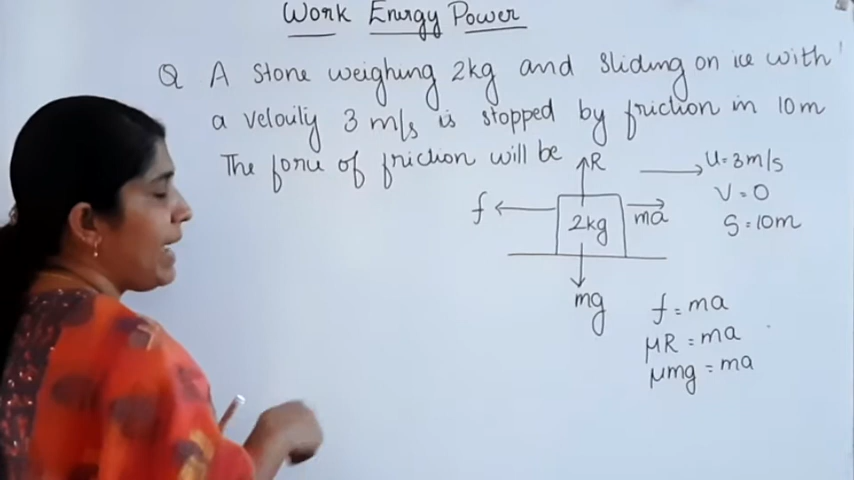 Work Energy Power
Q A stone weighing 2kg and sliding on ice with
a velocity 3 m/s is stopped by friction in 10m
The force of friction will be
R
u = 3m/s
f
2kg
ma
V = 0
S = 10m
mg
f = ma
μR = ma
μmg = ma